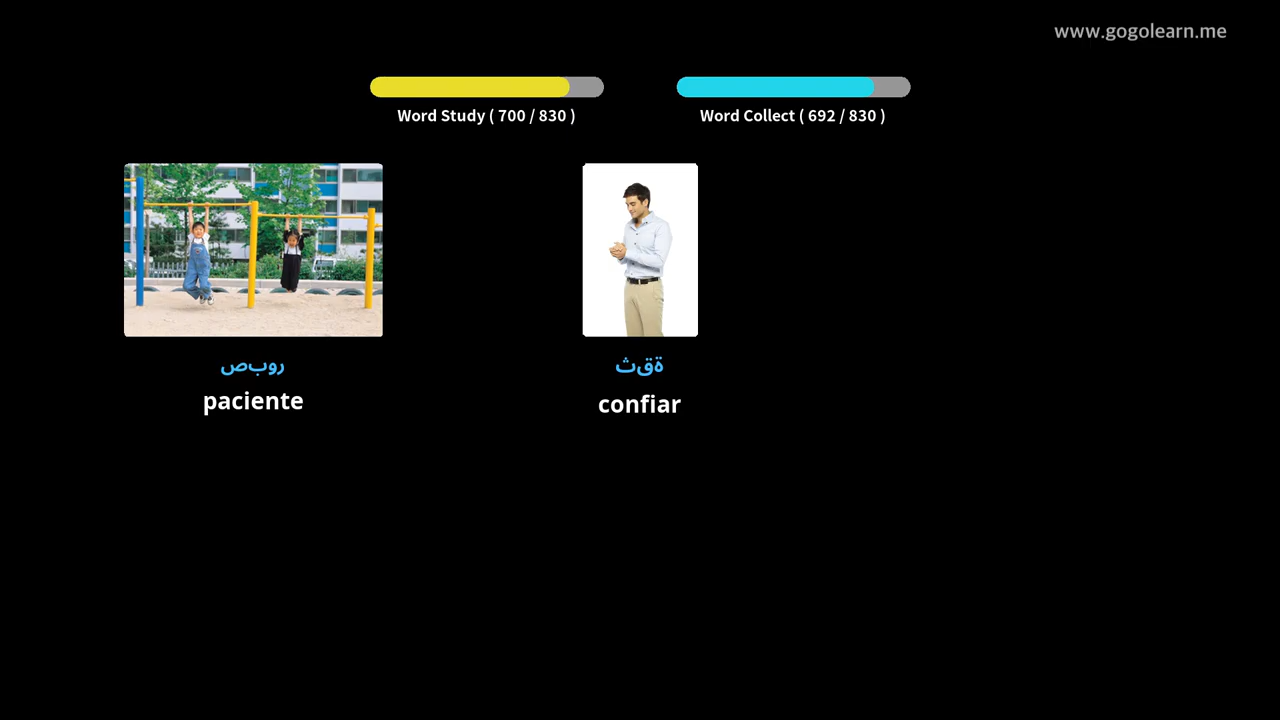 www.gogolearn.me
Word Study ( 700 / 830 )
Word Collect ( 692 / 830 )
روبص
paciente
ةقث
confiar